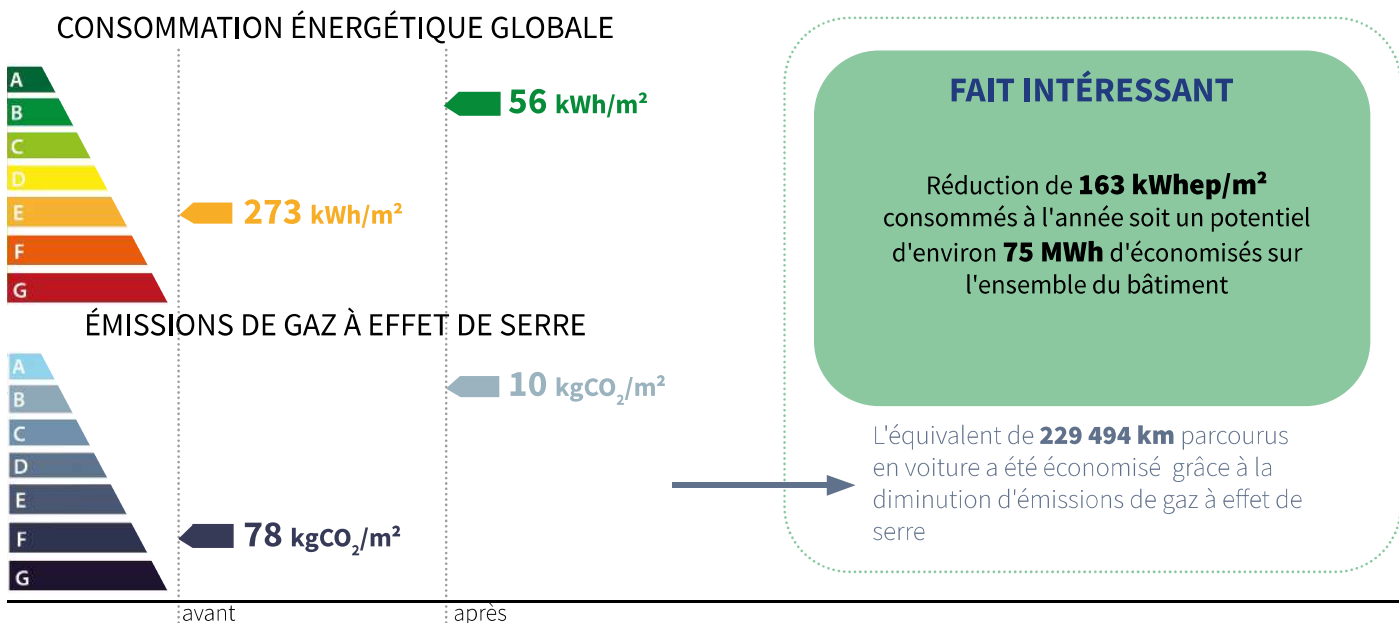 CONSOMMATION ÉNERGÉTIQUE GLOBALE
A
B
C
D
E
F
G
56 kWh/m²
273 kWh/m²
ÉMISSIONS DE GAZ À EFFET DE SERRE
A
B
C
D
E
F
G
10 kgCO₂/m²
78 kgCO₂/m²
avant
après
FAIT INTÉRESSANT
Réduction de 163 kWhep/m²
consommés à l'année soit un potentiel
d'environ 75 MWh d'économisés sur
l'ensemble du bâtiment
L'équivalent de 229 494 km parcourus
en voiture a été économisé grâce à la
diminution d'émissions de gaz à effet de
serre